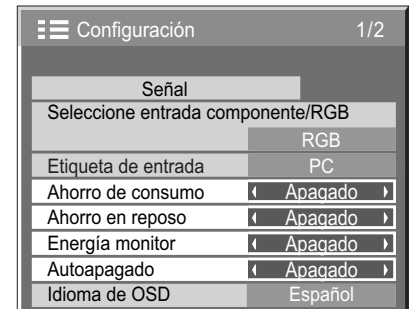 Configuración 1/2
Señal
Seleccione entrada componente/RGB
RGB
Etiqueta de entrada PC
Ahorro de consumo Apagado
Ahorro en reposo Apagado
Energía monitor Apagado
Autoapagado Apagado
Idioma de OSD Español